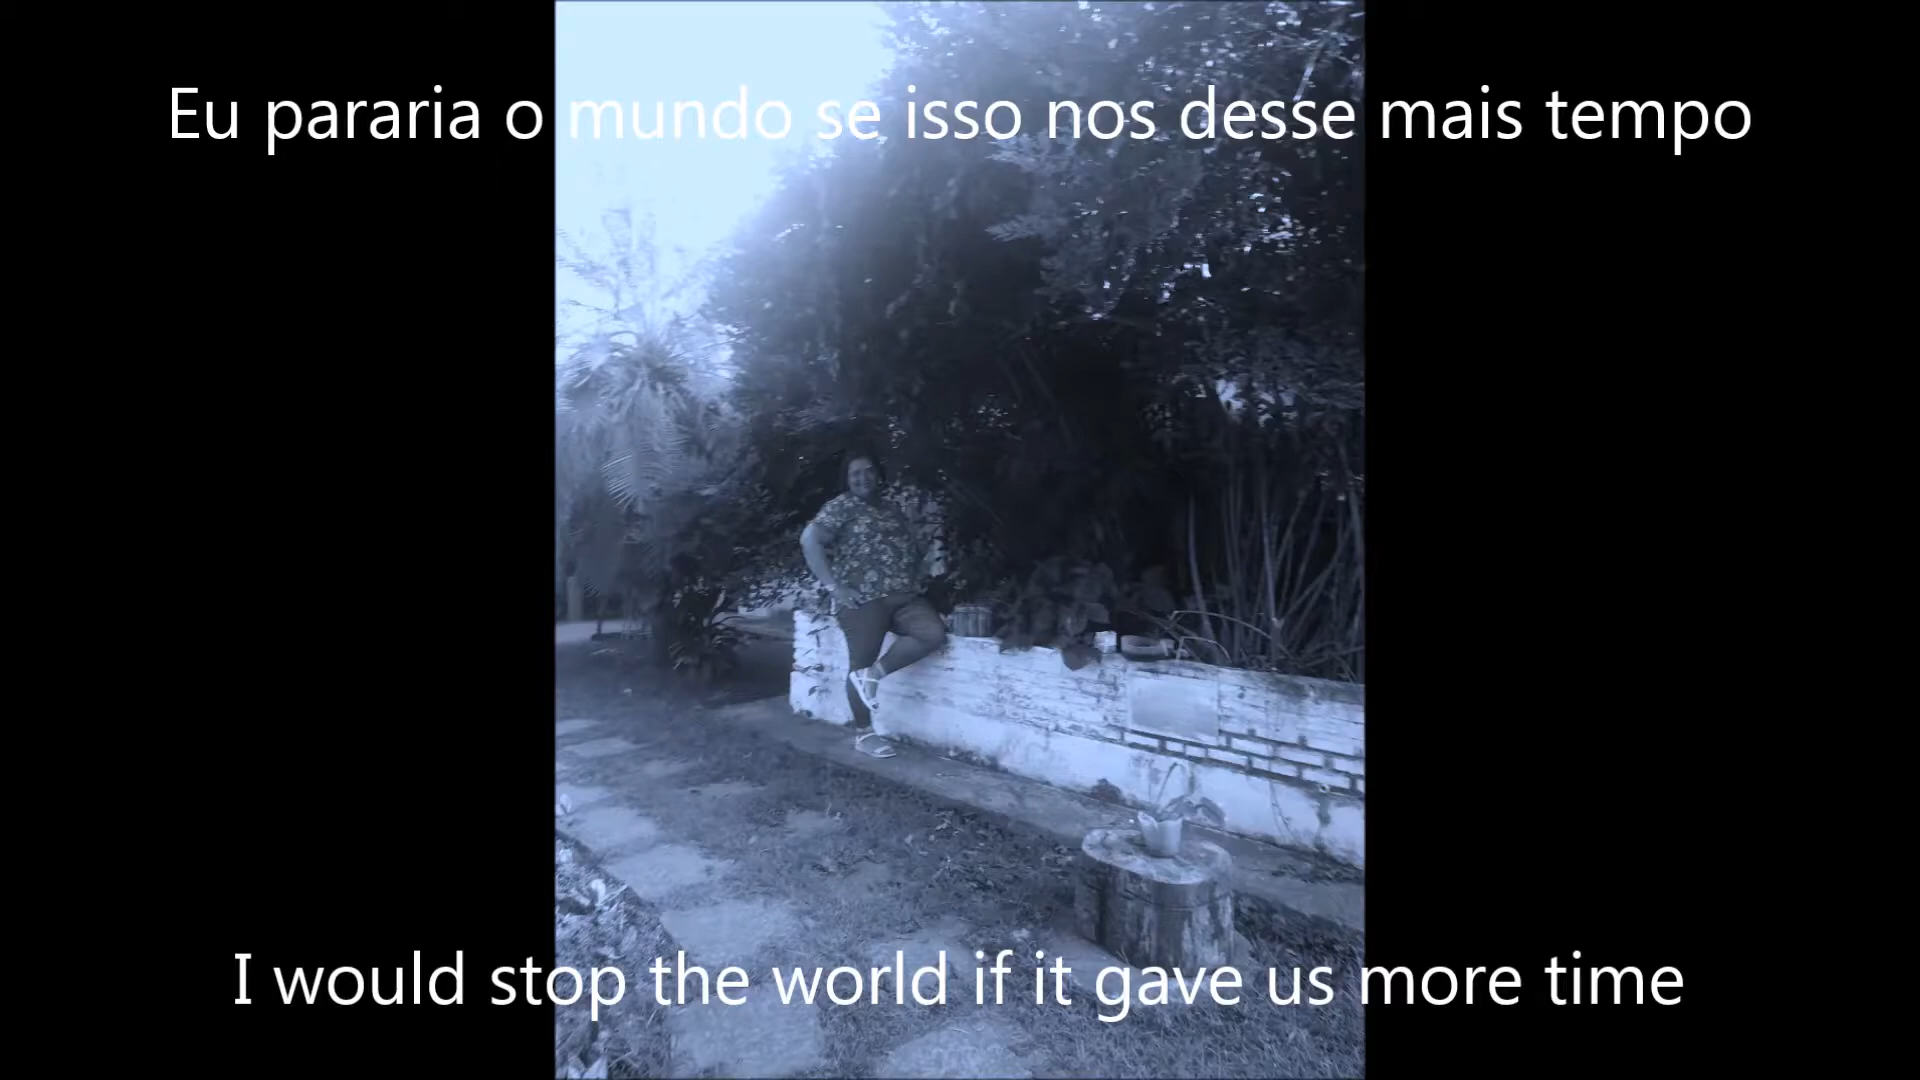 Eu pararia o mundo se isso nos desse mais tempo
I would stop the world if it gave us more time